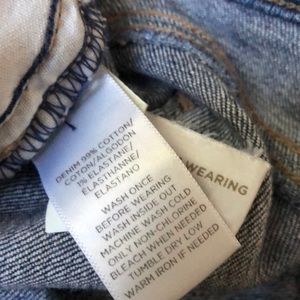 DENIM 99% COTTON/
COTON/ALGODON
1% ELASTANE/
ELASTHANNE/
ELASTANO
WASH ONCE
BEFORE WEARING
WASH INSIDE OUT
MACHINE WASH COLD
ONLY NON-CHLORINE
BLEACH WHEN NEEDED
TUMBLE DRY LOW
WARM IRON IF NEEDED
WEARING